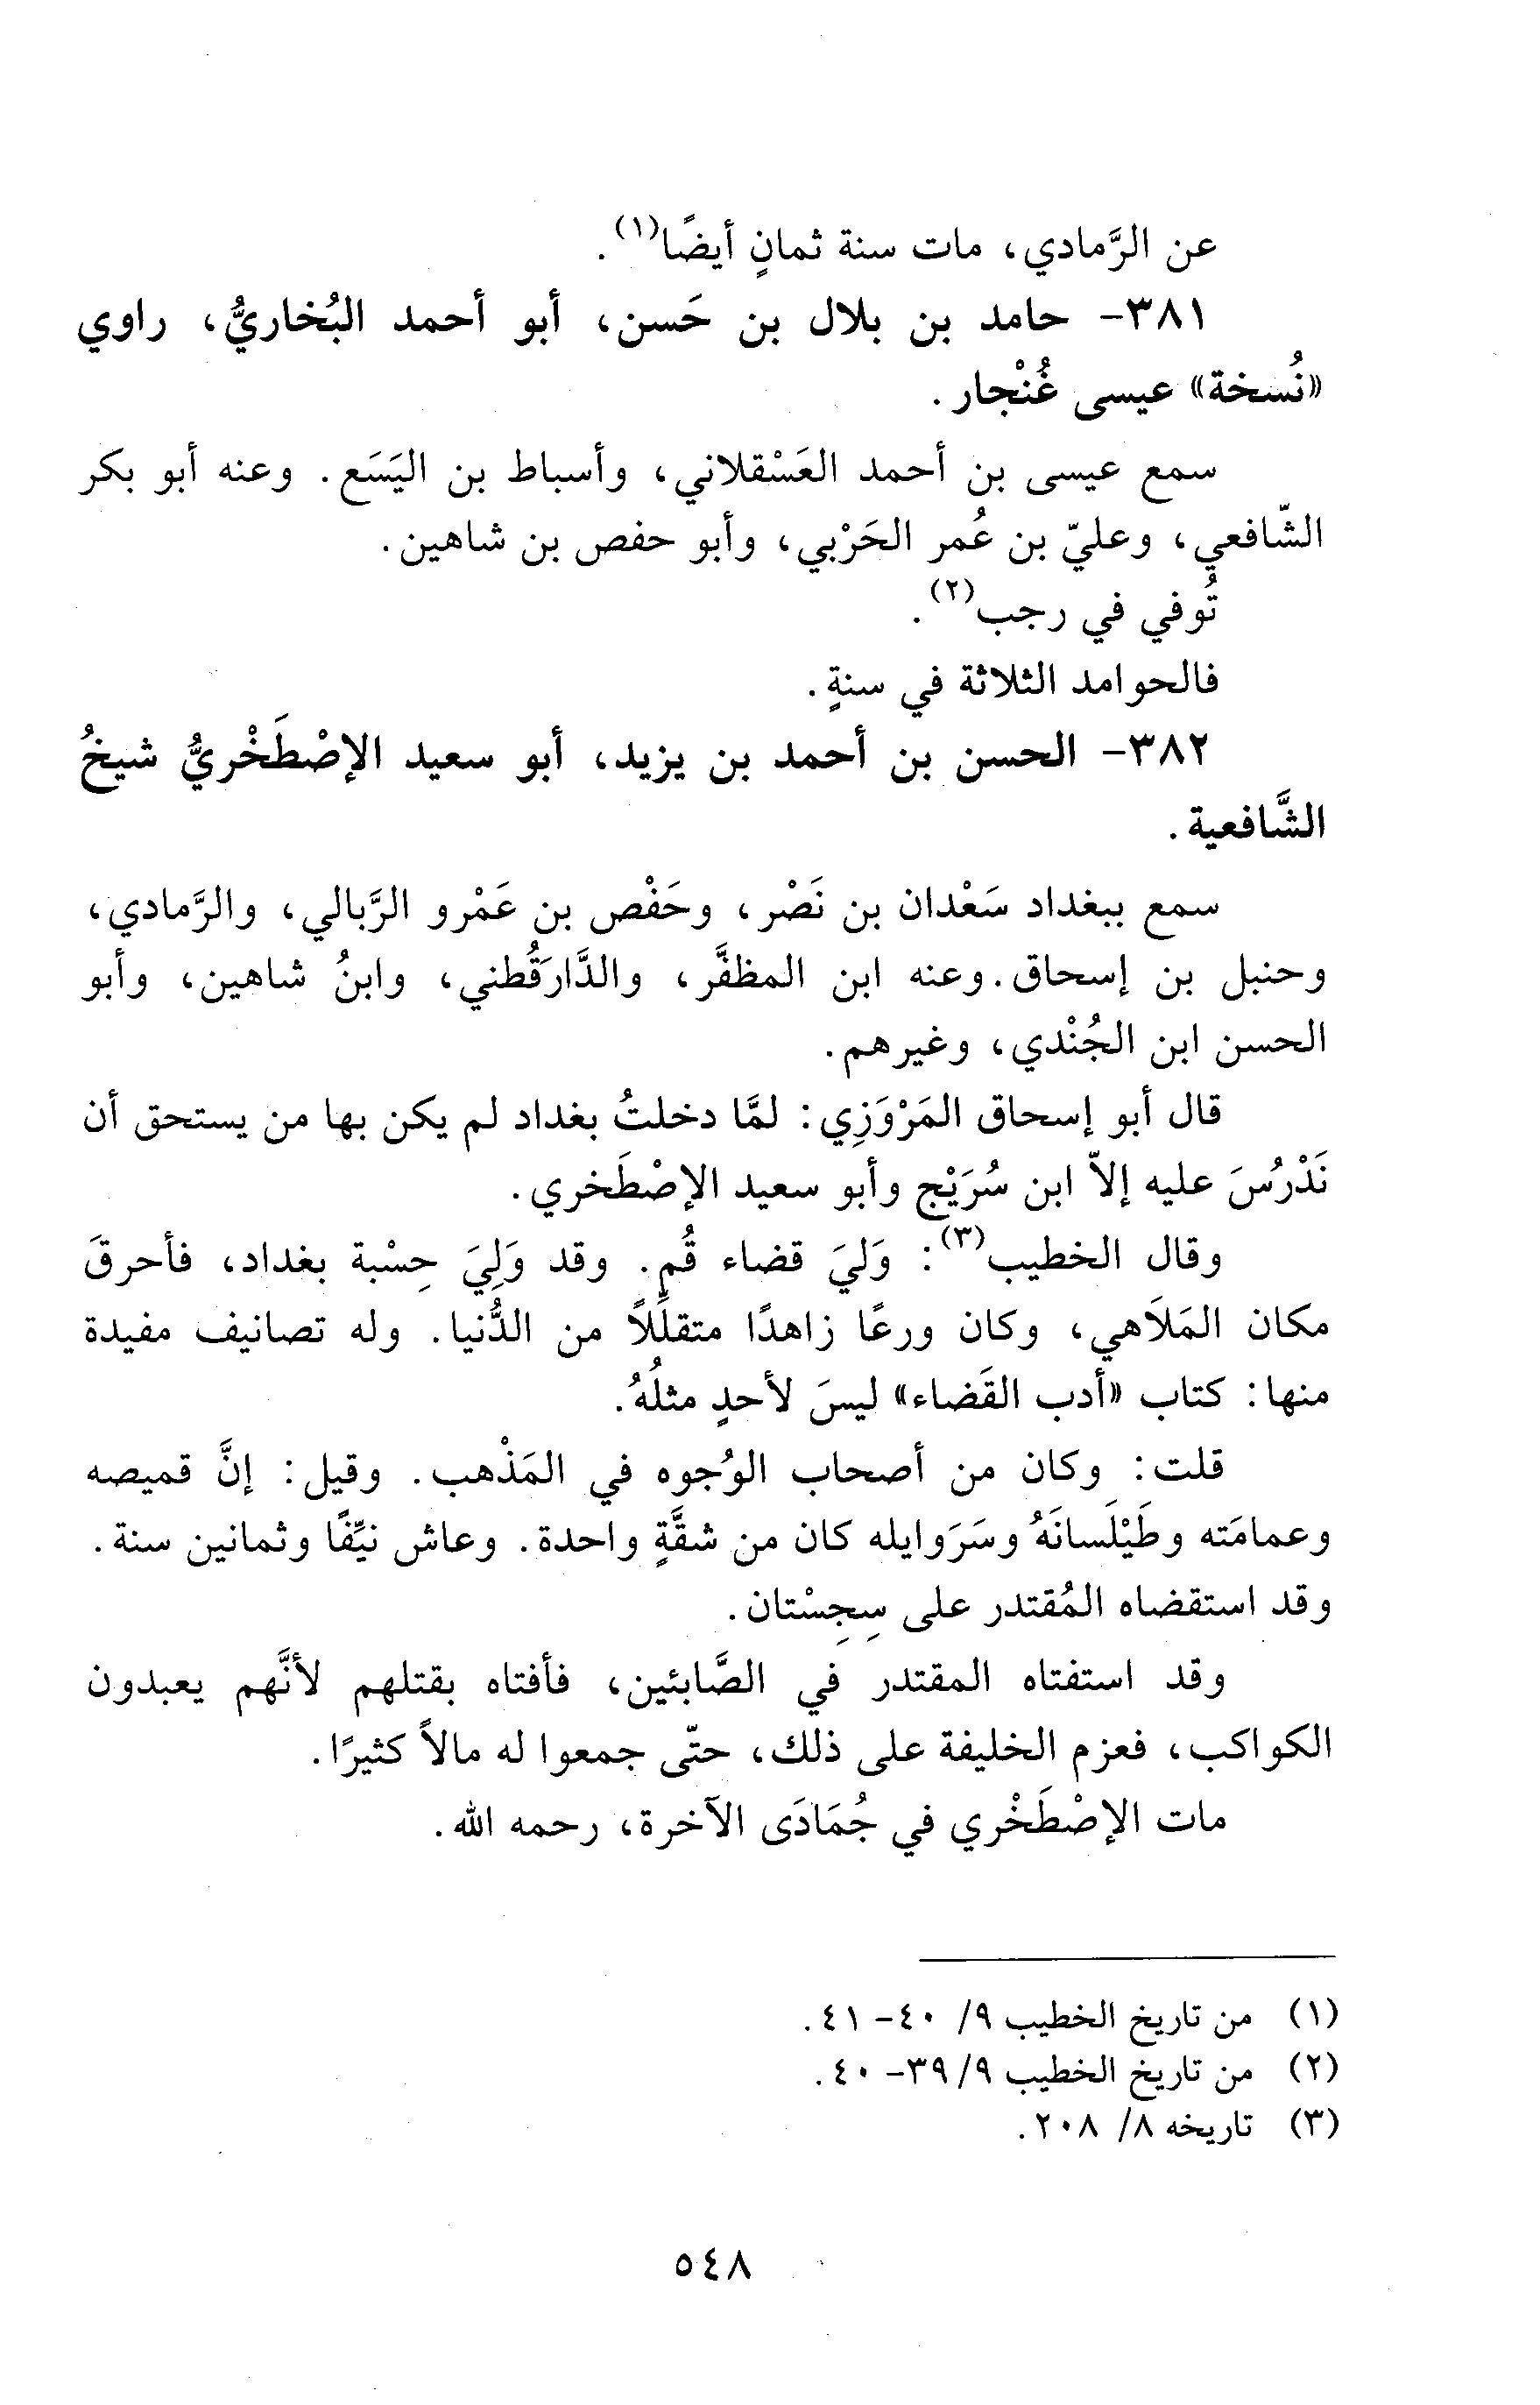 عن الرَّمادي، مات سنة ثمانٍ أيضًا(١).
٣٨١- حامد بن بلال بن حَسن، أبو أحمد البُخاريُّ، راوي
«نُسخة» عيسى غُنْجار.
سمع عيسى بن أحمد العَسْقلاني، وأسباط بن اليَسَع. وعنه أبو بكر
الشّافعي، وعليّ بن عُمر الحَرْبي، وأبو حفص بن شاهين.
تُوفي في رجب(٢).
فالحوامد الثلاثة في سنةٍ.
٣٨٢- الحسن بن أحمد بن يزيد، أبو سعيد الإصْطَخْريُّ شيخُ
الشَّافعية.
سمع ببغداد سَعْدان بن نَصْر، وحَفْص بن عَمْرو الرَّبالي، والرَّمادي،
وحنبل بن إسحاق. وعنه ابن المظفَّر، والدَّارَقُطني، وابنُ شاهين، وأبو
الحسن ابن الجُنْدي، وغيرهم.
قال أبو إسحاق المَرْوَزِي: لمَّا دخلتُ بغداد لم يكن بها من يستحق أن
نَدْرُسَ عليه إلاّ ابن سُرَيْج وأبو سعيد الإصْطَخري.
وقال الخطيب(٣): وَليَ قضاء قُم. وقد وَلِيَ حِسْبة بغداد، فأحرقَ
مكان المَلاَهي، وكان ورعًا زاهدًا متقلِّلاً من الدُّنيا. وله تصانيف مفيدة
منها: كتاب «أدب القَضاء» ليسَ لأحدٍ مثلُهُ.
قلت: وكان من أصحاب الوُجوه في المَذْهب. وقيل: إنَّ قميصه
وعمامَته وطَيْلَسانَهُ وسَرَوايله كان من شقَّةٍ واحدة. وعاش نيِّفًا وثمانين سنة.
وقد استقضاه المُقتدر على سِجِسْتان.
وقد استفتاه المقتدر في الصَّابئين، فأفتاه بقتلهم لأنَّهم يعبدون
الكواكب، فعزم الخليفة على ذلك، حتّى جمعوا له مالاً كثيرًا.
مات الإصْطَخْري في جُمَادَى الآخرة، رحمه الله.
(١) من تاريخ الخطيب ٩/ ٤٠- ٤١.
(٢) من تاريخ الخطيب ٩/ ٣٩- ٤٠.
(٣) تاريخه ٨/ ٢٠٨.
٥٤٨